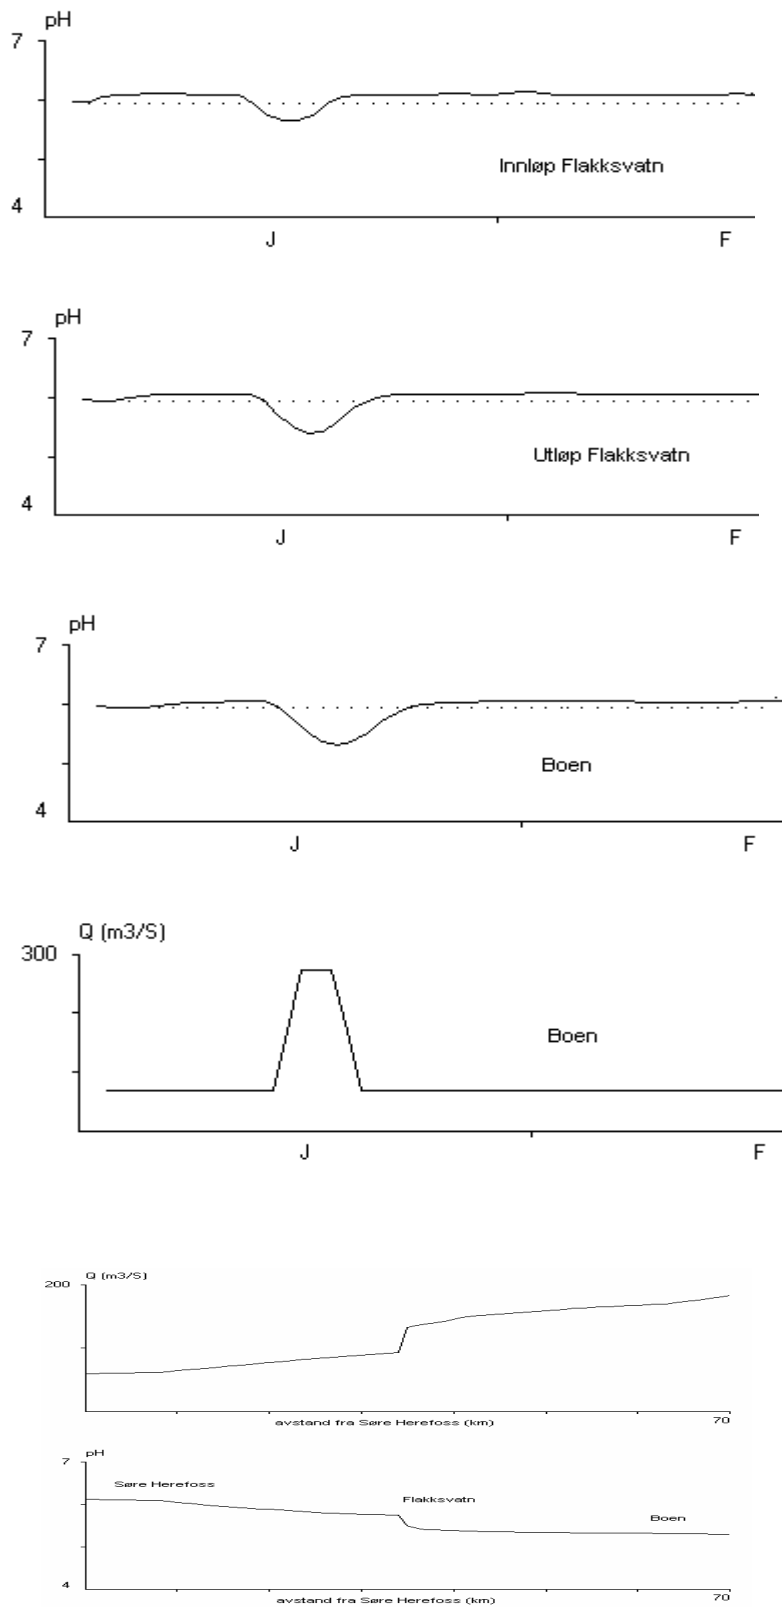 pH
7
Innløp Flakksvatn
4
J F
pH
7
Utløp Flakksvatn
4
J F
pH
7
Boen
4
J F
Q (m3/S)
300
Boen
J F
Q (m3/S)
200
avstand fra Søre Herefoss (km) 70
pH
7
Søre Herefoss
Flakksvatn
Boen
4
avstand fra Søre Herefoss (km) 70